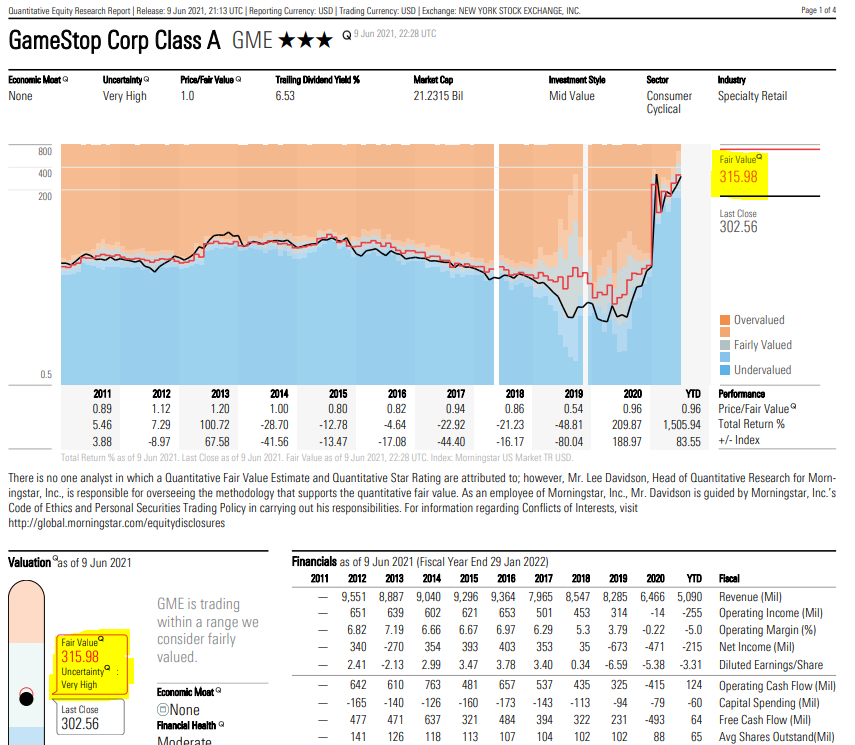 Quantitative Equity Research Report | Release: 9 Jun 2021, 21:13 UTC | Reporting Currency: USD | Trading Currency: USD | Exchange: NEW YORK STOCK EXCHANGE, INC. Page 1 of 4
GameStop Corp Class A GME ★★★ Q 9 Jun 2021, 22:28 UTC
Economic Moat Q Uncertainty Q Price/Fair Value Q Trailing Dividend Yield % Market Cap Investment Style Sector Industry
None Very High 1.0 6.53 21.2315 Bil Mid Value Consumer Specialty Retail
Cyclical
800
400
200
0.5
Fair Value Q
315.98
Last Close
302.56
Overvalued
Fairly Valued
Undervalued
2011 2012 2013 2014 2015 2016 2017 2018 2019 2020 YTD Performance
0.89 1.12 1.20 1.00 0.80 0.82 0.94 0.86 0.54 0.96 0.96 Price/Fair Value Q
5.46 7.29 100.72 -28.70 -12.78 -4.64 -22.92 -21.23 -48.81 209.87 1,505.94 Total Return %
3.88 -8.97 67.58 -41.56 -13.47 -17.08 -44.40 -16.17 -80.04 188.97 83.55 +/- Index
Total Return % as of 9 Jun 2021. Last Close as of 9 Jun 2021. Fair Value as of 9 Jun 2021, 22:28 UTC. Index: Morningstar US Market TR USD.
There is no one analyst in which a Quantitative Fair Value Estimate and Quantitative Star Rating are attributed to; however, Mr. Lee Davidson, Head of Quantitative Research for Morn-
ingstar, Inc., is responsible for overseeing the methodology that supports the quantitative fair value. As an employee of Morningstar, Inc., Mr. Davidson is guided by Morningstar, Inc.'s
Code of Ethics and Personal Securities Trading Policy in carrying out his responsibilities. For information regarding Conflicts of Interests, visit
http://global.morningstar.com/equitydisclosures
Valuation Q as of 9 Jun 2021
Fair Value Q
315.98
Uncertainty Q :
Very High
Last Close
302.56
GME is trading
within a range we
consider fairly
valued.
Economic Moat Q
None
Financial Health Q
Moderate
Financials as of 9 Jun 2021 (Fiscal Year End 29 Jan 2022)
2011 2012 2013 2014 2015 2016 2017 2018 2019 2020 YTD Fiscal
— 9,551 8,887 9,040 9,296 9,364 7,965 8,547 8,285 6,466 5,090 Revenue (Mil)
— 651 639 602 621 653 501 453 314 -14 -255 Operating Income (Mil)
— 6.82 7.19 6.66 6.67 6.97 6.29 5.3 3.79 -0.22 -5.0 Operating Margin (%)
— 340 -270 354 393 403 353 35 -673 -471 -215 Net Income (Mil)
— 2.41 -2.13 2.99 3.47 3.78 3.40 0.34 -6.59 -5.38 -3.31 Diluted Earnings/Share
— 642 610 763 481 657 537 435 325 -415 124 Operating Cash Flow (Mil)
— -165 -140 -126 -160 -173 -143 -113 -94 -79 -60 Capital Spending (Mil)
— 477 471 637 321 484 394 322 231 -493 64 Free Cash Flow (Mil)
— 141 126 118 113 107 104 102 102 88 65 Avg Shares Outstand(Mil)